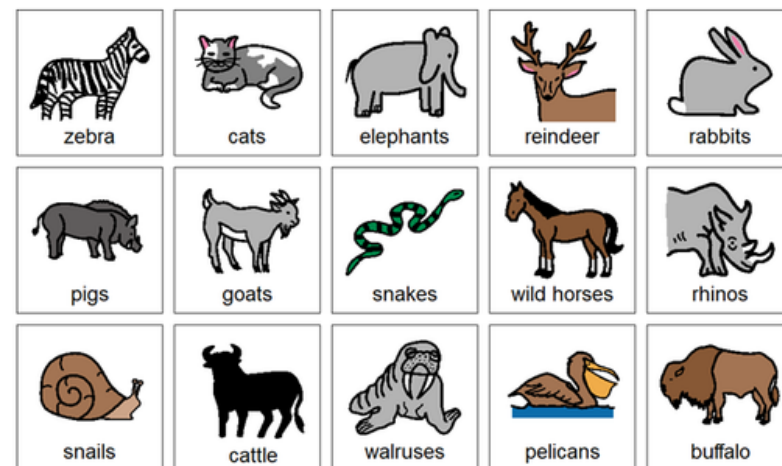 zebra
cats
elephants
reindeer
rabbits
pigs
goats
snakes
wild horses
rhinos
snails
cattle
walruses
pelicans
buffalo